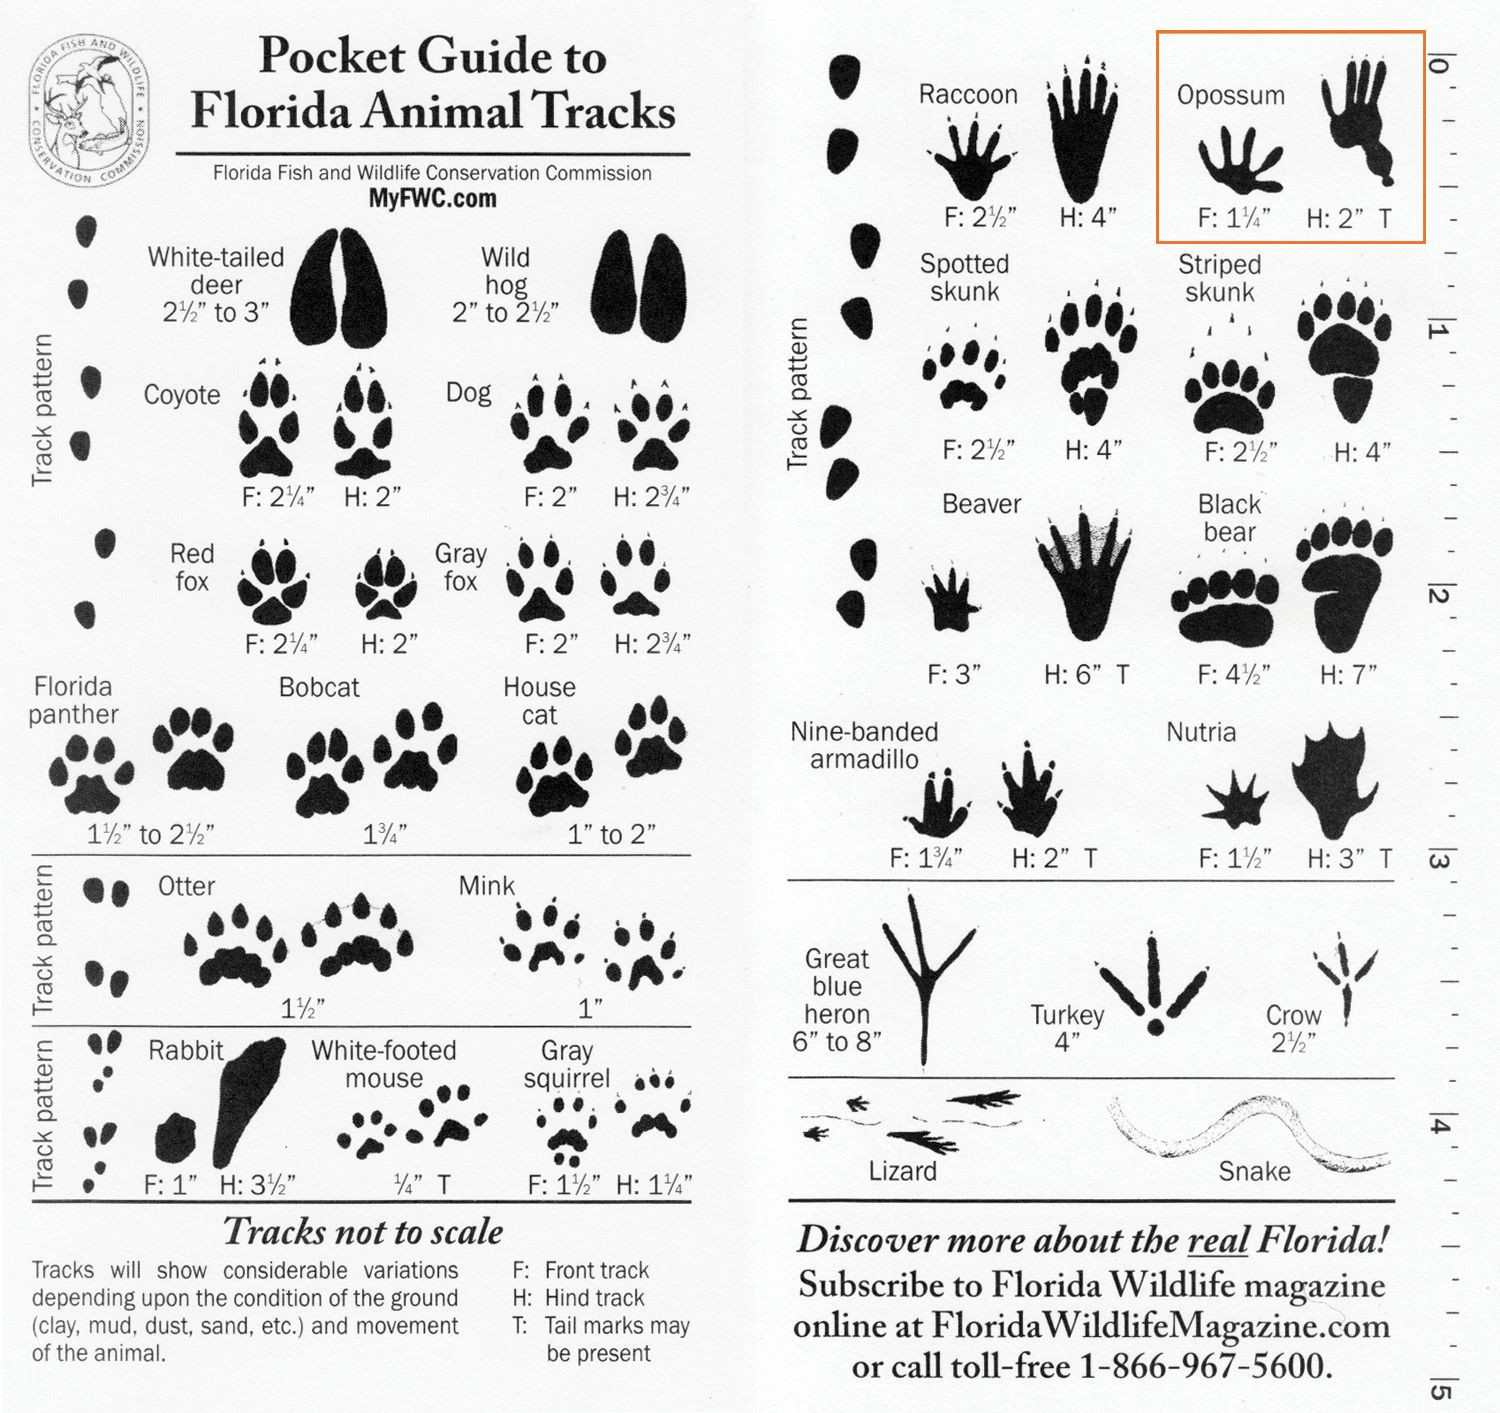 FLORIDA FISH AND WILDLIFE
CONSERVATION COMMISSION
Pocket Guide to
Florida Animal Tracks
Florida Fish and Wildlife Conservation Commission
MyFWC.com
Track pattern
White-tailed
deer
2½” to 3”
Wild
hog
2” to 2½”
Coyote
F: 2¼” H: 2”
Dog
F: 2” H: 2¾”
Red
fox
F: 2¼” H: 2”
Gray
fox
F: 2” H: 2¾”
Florida
panther
1½” to 2½”
Bobcat
1¾”
House
cat
1” to 2”
Track pattern
Otter
1½”
Mink
1”
Track pattern
Rabbit
F: 1” H: 3½”
White-footed
mouse
¼” T
Gray
squirrel
F: 1½” H: 1¼”
Tracks not to scale
Tracks will show considerable variations
depending upon the condition of the ground
(clay, mud, dust, sand, etc.) and movement
of the animal.
F: Front track
H: Hind track
T: Tail marks may
be present
Track pattern
Raccoon
F: 2½” H: 4”
Opossum
F: 1¼” H: 2” T
Spotted
skunk
F: 2½” H: 4”
Striped
skunk
F: 2½” H: 4”
Beaver
F: 3” H: 6” T
Black
bear
F: 4½” H: 7”
Nine-banded
armadillo
F: 1¾” H: 2” T
Nutria
F: 1½” H: 3” T
Great
blue
heron
6” to 8”
Turkey
4”
Crow
2½”
Lizard
Snake
Discover more about the real Florida!
Subscribe to Florida Wildlife magazine
online at FloridaWildlifeMagazine.com
or call toll-free 1-866-967-5600.
0
1
2
3
4
5